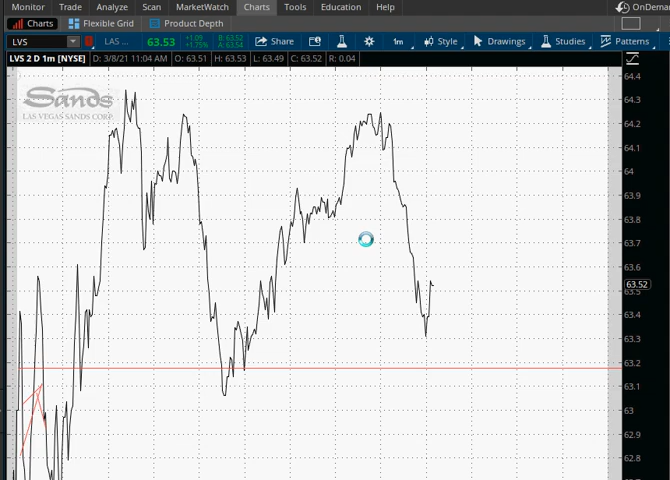 Monitor Trade Analyze Scan MarketWatch Charts Tools Education Help OnDeman
Charts Flexible Grid Product Depth
LVS LAS ... 63.53 +1.09 +1.75% B: 63.52 A: 63.54 Share 1m Style Drawings Studies Patterns
LVS 2 D 1m [NYSE] D: 3/8/21 11:04 AM O: 63.51 H: 63.53 L: 63.49 C: 63.52 R: 0.04
64.4
Sands
LAS VEGAS SANDS CORP.
64.3
64.2
64.1
64
63.9
63.8
63.7
63.6
63.52
63.4
63.3
63.2
63.1
63
62.9
62.8